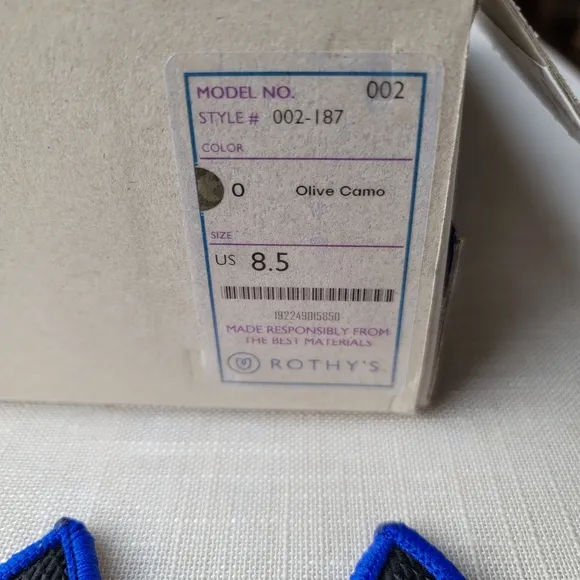 MODEL NO. 002
STYLE # 002-187
COLOR
0 Olive Camo
SIZE
US 8.5
192249015850
MADE RESPONSIBLY FROM
THE BEST MATERIALS
ROTHY'S